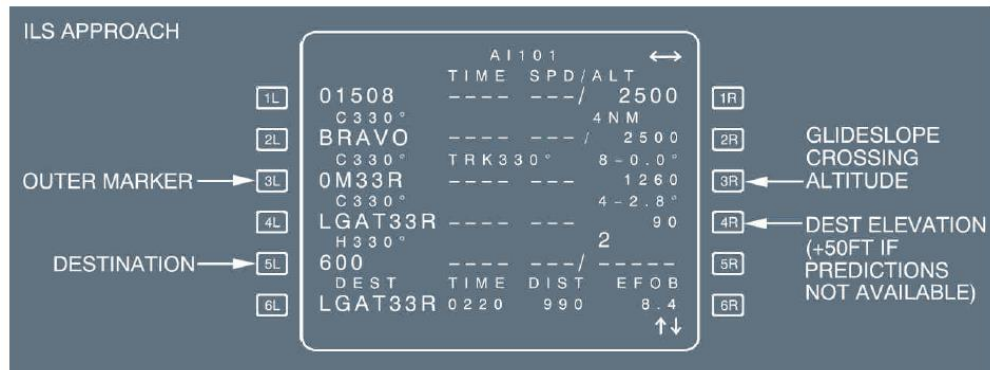 ILS APPROACH
AI101 ↔
TIME SPD/ALT
1L 01508 ---- ---/ 2500 1R
C330° 4NM
2L BRAVO ---- ---/ 2500 2R
C330° TRK330° 8-0.0°
OUTER MARKER 3L 0M33R ---- --- 1260 3R
GLIDESLOPE
CROSSING
ALTITUDE
C330° 4-2.8°
4L LGAT33R ---- --- 90 4R
H330° 2
DESTINATION 5L 600 ---- ---/ ----- 5R
DEST ELEVATION
(+50FT IF
PREDICTIONS
NOT AVAILABLE)
DEST TIME DIST EFOB
6L LGAT33R 0220 990 8.4 6R
↑↓